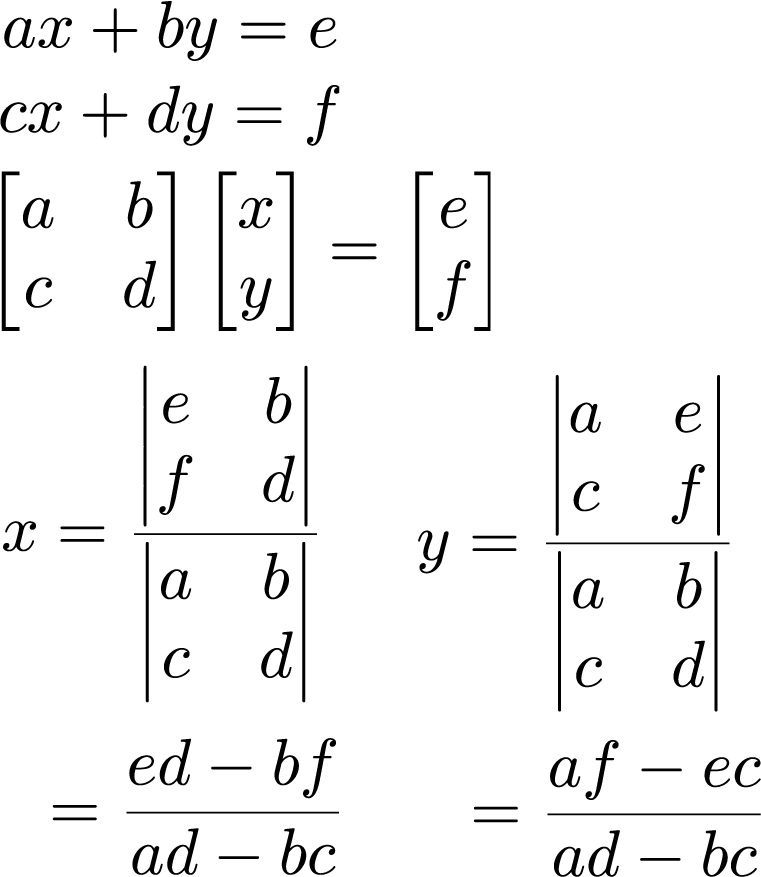 ax + by = e
cx + dy = f
[a b; c d] [x; y] = [e; f]
x = |e b; f d| / |a b; c d|
y = |a e; c f| / |a b; c d|
= (ed − bf) / (ad − bc)
= (af − ec) / (ad − bc)